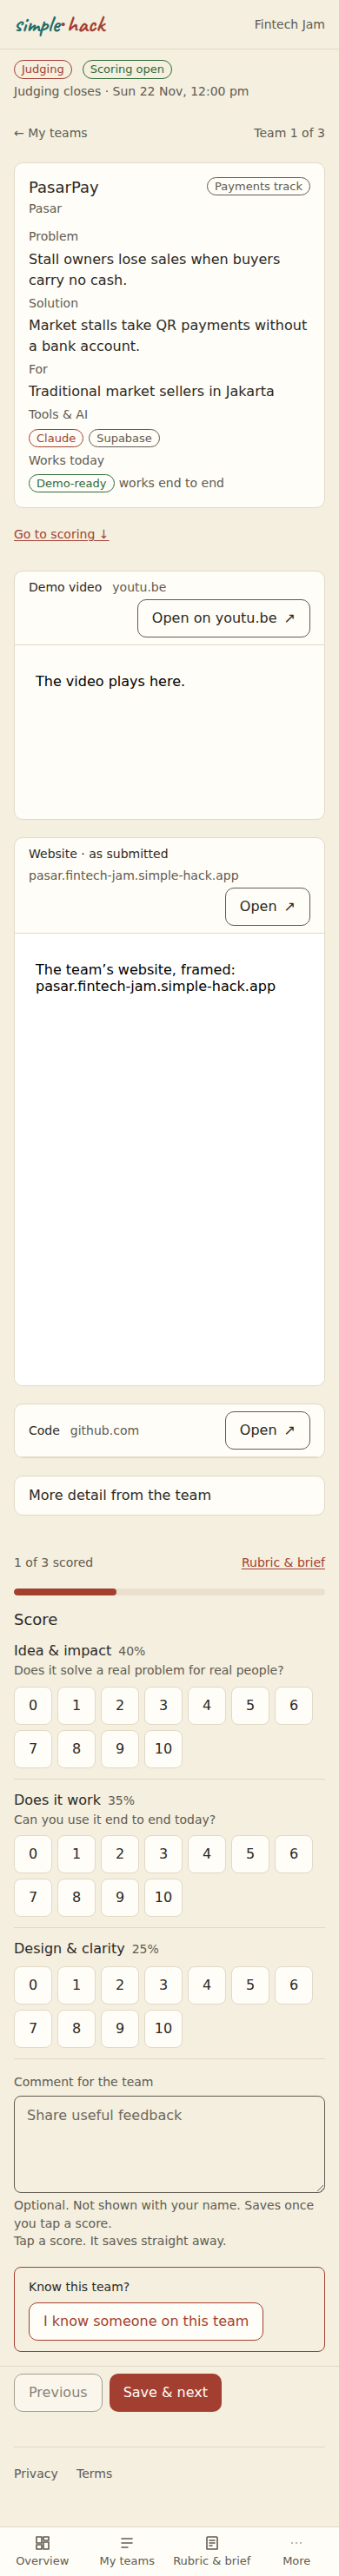 simple·hack
Fintech Jam
Judging
Scoring open
Judging closes · Sun 22 Nov, 12:00 pm
← My teams
Team 1 of 3
PasarPay
Payments track
Pasar
Problem
Stall owners lose sales when buyers
carry no cash.
Solution
Market stalls take QR payments without
a bank account.
For
Traditional market sellers in Jakarta
Tools & AI
Claude
Supabase
Works today
Demo-ready works end to end
Go to scoring ↓
Demo video youtu.be
Open on youtu.be ↗
The video plays here.
Website · as submitted
pasar.fintech-jam.simple-hack.app
Open ↗
The team’s website, framed:
pasar.fintech-jam.simple-hack.app
Code github.com
Open ↗
More detail from the team
1 of 3 scored
Rubric & brief
Score
Idea & impact 40%
Does it solve a real problem for real people?
0 1 2 3 4 5 6
7 8 9 10
Does it work 35%
Can you use it end to end today?
0 1 2 3 4 5 6
7 8 9 10
Design & clarity 25%
0 1 2 3 4 5 6
7 8 9 10
Comment for the team
Share useful feedback
Optional. Not shown with your name. Saves once
you tap a score.
Tap a score. It saves straight away.
Know this team?
I know someone on this team
Previous
Save & next
Privacy
Terms
Overview
My teams
Rubric & brief
More